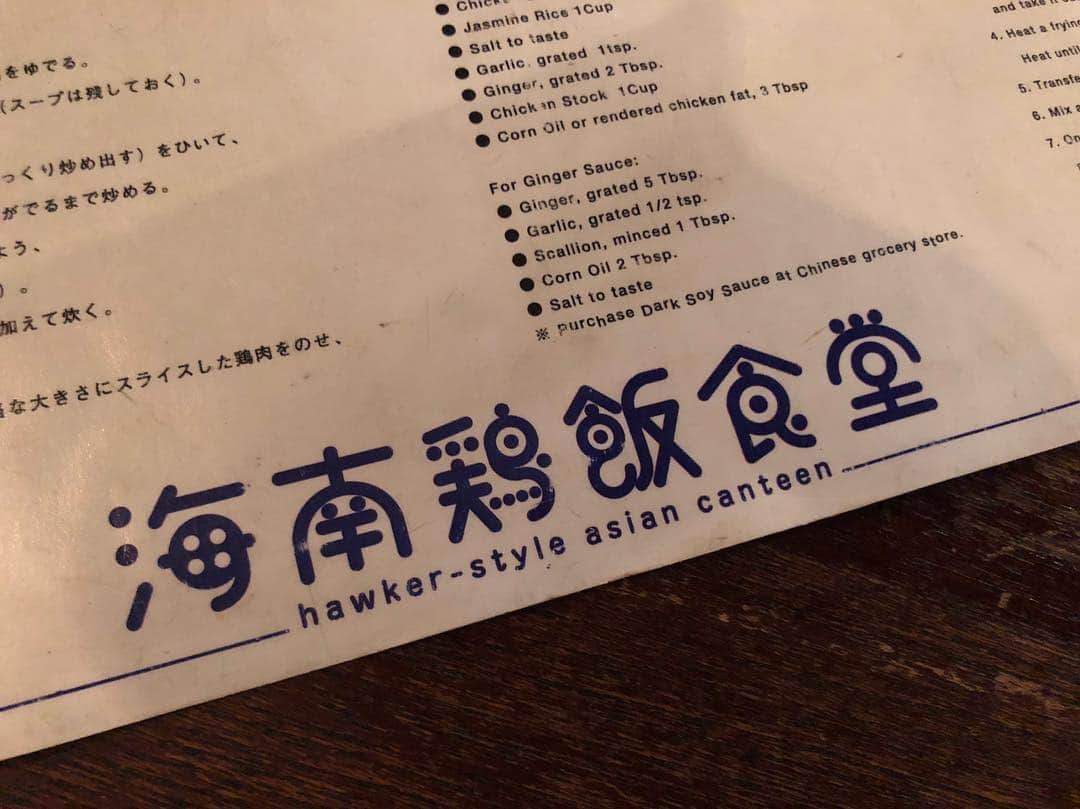 をゆでる。
(スープは残しておく)。
っくり炒め出す）をひいて、
がでるまで炒める。
よう、
）。
加えて炊く。
な大きさにスライスした鶏肉をのせ、
Jasmine Rice 1Cup
● Salt to taste
● Garlic, grated 1tsp.
● Ginger, grated 2 Tbsp.
● Chicken Stock 1Cup
● Corn Oil or rendered chicken fat, 3 Tbsp
For Ginger Sauce:
● Ginger, grated 5 Tbsp.
● Garlic, grated 1/2 tsp.
● Scallion, minced 1 Tbsp.
● Corn Oil 2 Tbsp.
● Salt to taste
※ Purchase Dark Soy Sauce at Chinese grocery store.
and take it
4. Heat a frying
Heat until
5. Transfe
6. Mix a
7. On
海南鶏飯食堂
hawker-style asian canteen